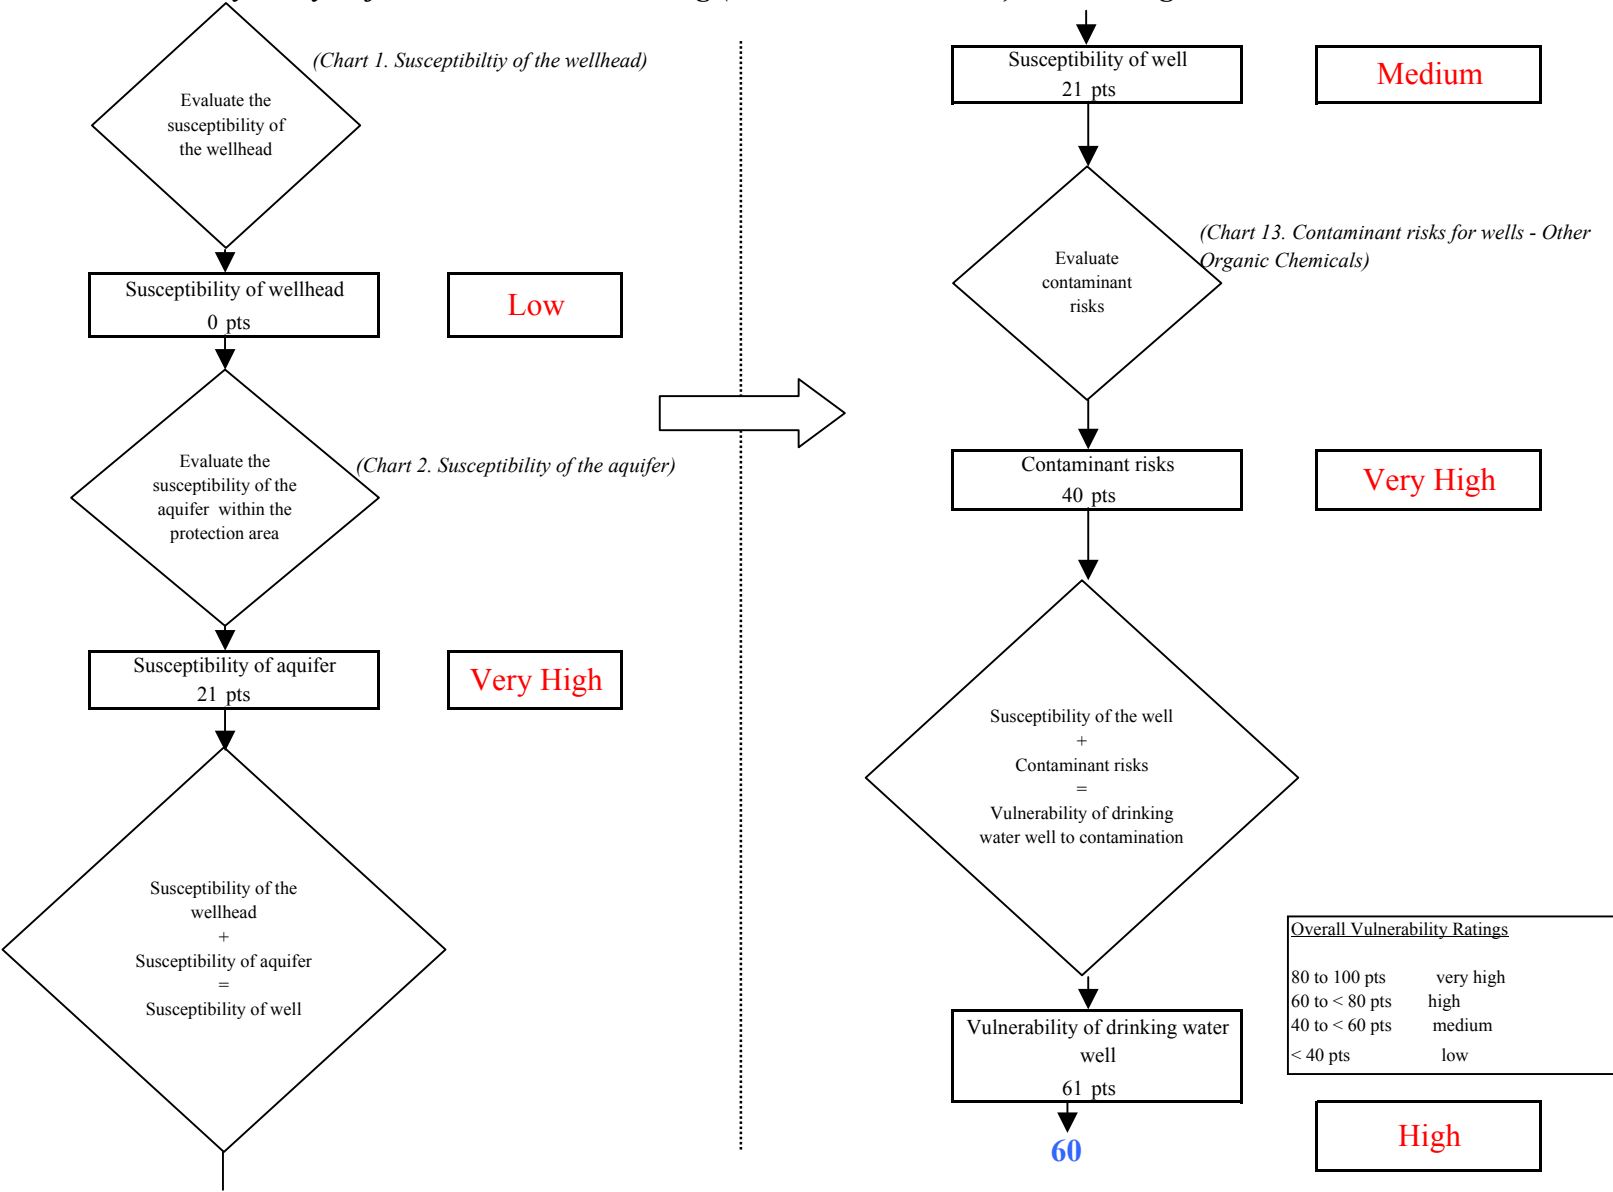 (Chart 1. Susceptibiltiy of the wellhead)
Evaluate the
susceptibility of
the wellhead
Susceptibility of wellhead
0 pts
Low
Evaluate the
susceptibility of the
aquifer within the
protection area
(Chart 2. Susceptibility of the aquifer)
Susceptibility of aquifer
21 pts
Very High
Susceptibility of the
wellhead
+
Susceptibility of aquifer
=
Susceptibility of well
Susceptibility of well
21 pts
Medium
Evaluate
contaminant
risks
(Chart 13. Contaminant risks for wells - Other
Organic Chemicals)
Contaminant risks
40 pts
Very High
Susceptibility of the well
+
Contaminant risks
=
Vulnerability of drinking
water well to contamination
Overall Vulnerability Ratings
80 to 100 pts very high
60 to < 80 pts high
40 to < 60 pts medium
< 40 pts low
Vulnerability of drinking water
well
61 pts
60
High